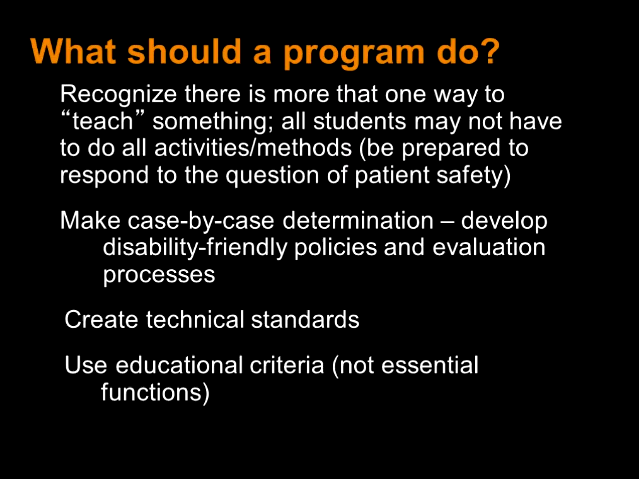 What should a program do?
Recognize there is more that one way to
“teach” something; all students may not have
to do all activities/methods (be prepared to
respond to the question of patient safety)
Make case-by-case determination – develop
disability-friendly policies and evaluation
processes
Create technical standards
Use educational criteria (not essential
functions)